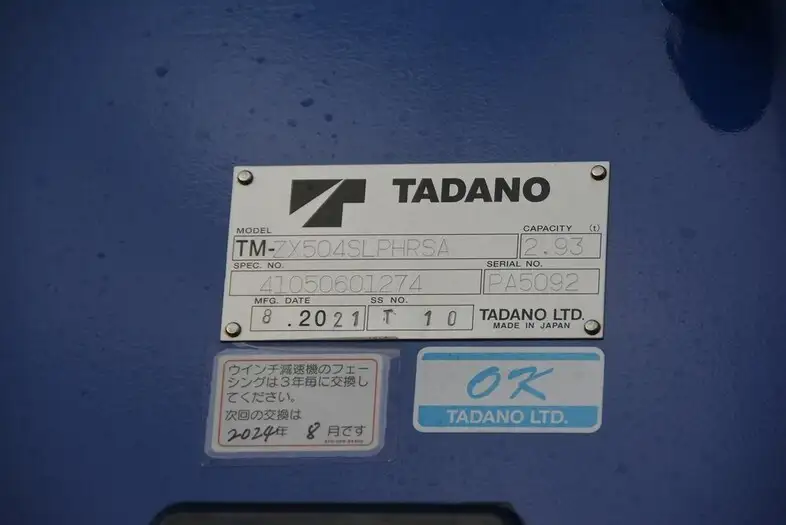 TADANO
MODEL
CAPACITY (t)
TM-ZX504SLPHRSA
2.93
SPEC. NO.
SERIAL NO.
41050601274
PA5092
MFG. DATE
SS NO.
8.2021
T 10
TADANO LTD.
MADE IN JAPAN
ウインチ減速機のフェー
シングは3年毎に交換し
てください。
次回の交換は
2024年 8月です
OK
TADANO LTD.